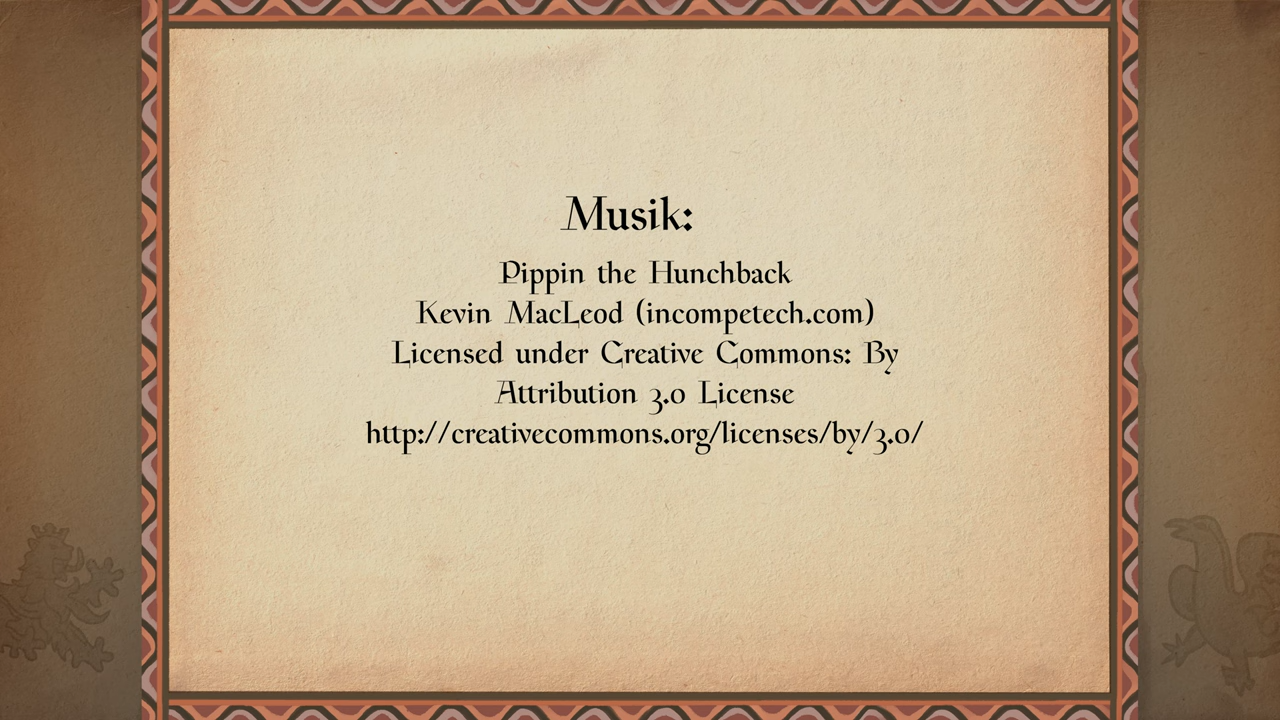 Musik:
Pippin the Hunchback
Kevin MacLeod (incompetech.com)
Licensed under Creative Commons: By
Attribution 3.0 License
http://creativecommons.org/licenses/by/3.0/